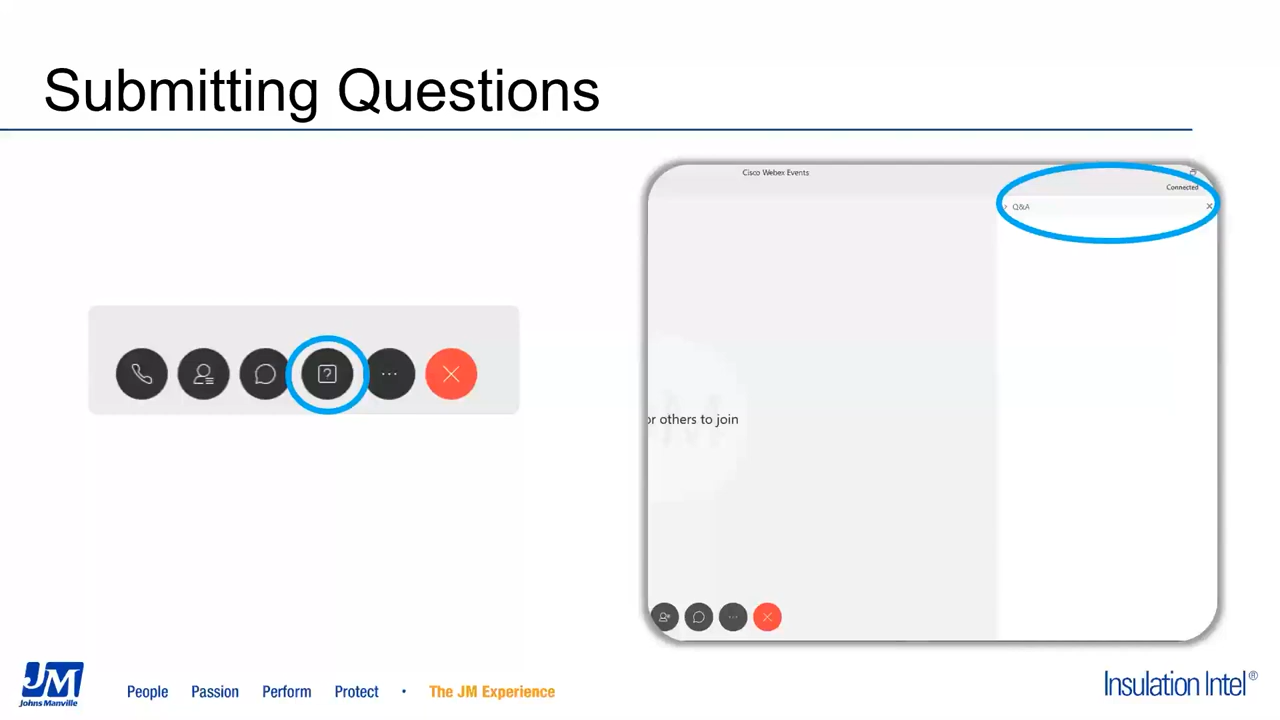 Submitting Questions
Cisco Webex Events
Connected
Q&A
?
or others to join
JM
Johns Manville
People Passion Perform Protect • The JM Experience
Insulation Intel®